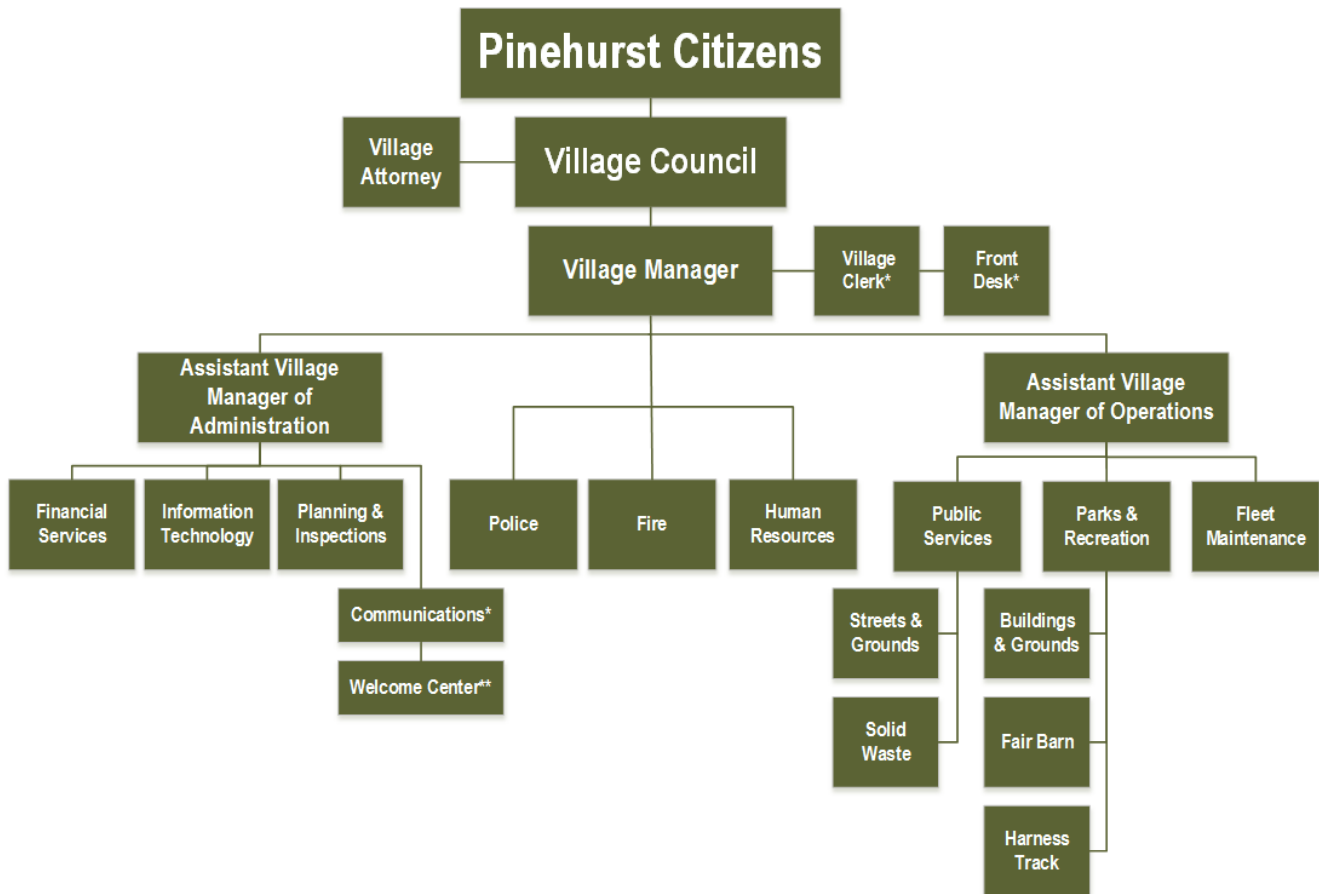 Pinehurst Citizens
Village
Attorney
Village Council
Village Manager
Village
Clerk*
Front
Desk*
Assistant Village
Manager of
Administration
Assistant Village
Manager of Operations
Financial
Services
Information
Technology
Planning &
Inspections
Police
Fire
Human
Resources
Public
Services
Parks &
Recreation
Fleet
Maintenance
Communications*
Welcome Center**
Streets &
Grounds
Buildings
& Grounds
Solid
Waste
Fair Barn
Harness
Track